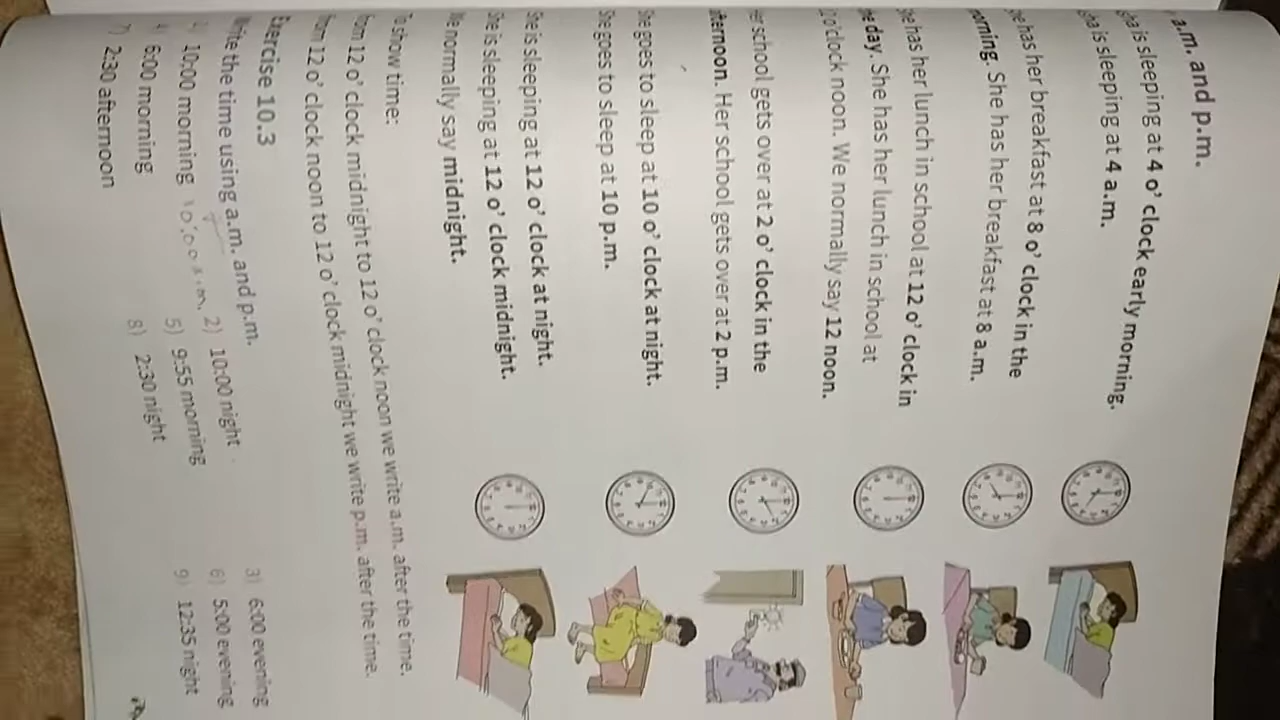 a.m. and p.m.
is sleeping at 4 o' clock early morning.
is sleeping at 4 a.m.
has her breakfast at 8 o' clock in the
morning. She has her breakfast at 8 a.m.
has her lunch in school at 12 o' clock in
the day. She has her lunch in school at
12 o'clock noon. We normally say 12 noon.
school gets over at 2 o' clock in the
afternoon. Her school gets over at 2 p.m.
She goes to sleep at 10 o' clock at night.
She goes to sleep at 10 p.m.
She is sleeping at 12 o' clock at night.
She is sleeping at 12 o' clock midnight.
We normally say midnight.
To show time:
From 12 o' clock midnight to 12 o' clock noon we write a.m. after the time.
From 12 o' clock noon to 12 o' clock midnight we write p.m. after the time.
Exercise 10.3
Write the time using a.m. and p.m.
10:00 morning 2) 10:00 night 3) 6:00 evening
6:00 morning 5) 9:55 morning 6) 5:00 evening
7) 2:30 afternoon 8) 2:30 night 9) 12:35 night